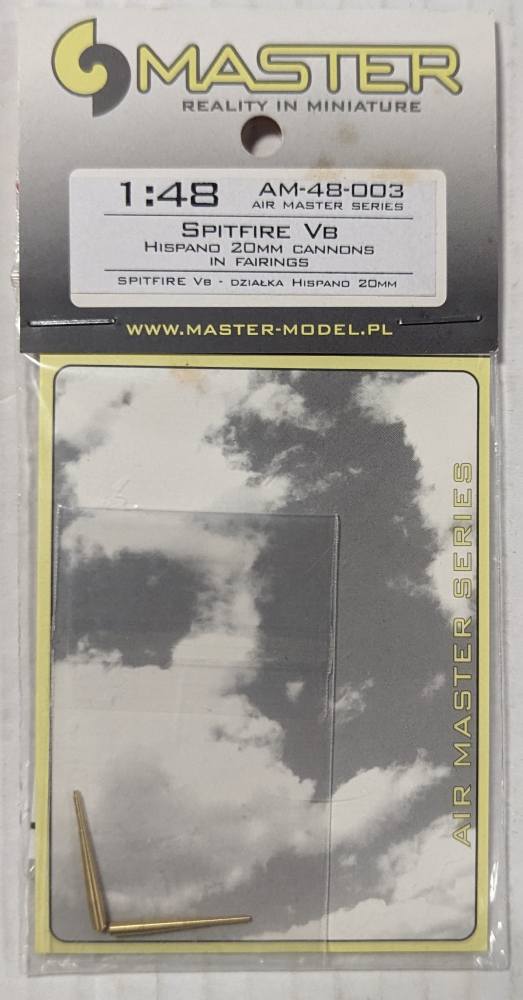 MASTER
REALITY IN MINIATURE
1:48 AM-48-003
AIR MASTER SERIES
SPITFIRE VB
HISPANO 20MM CANNONS
IN FAIRINGS
SPITFIRE VB - DZIAŁKA HISPANO 20MM
WWW.MASTER-MODEL.PL
AIR MASTER SERIES